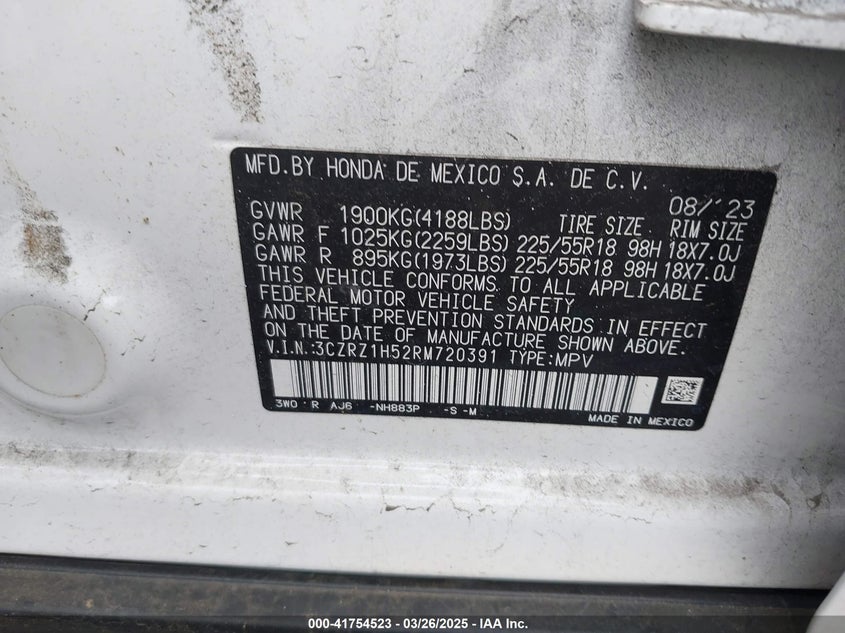 MFD.BY HONDA DE MEXICO S.A. DE C.V.
08/'23
GVWR 1900KG(4188LBS) TIRE SIZE RIM SIZE
GAWR F 1025KG(2259LBS) 225/55R18 98H 18X7.0J
GAWR R 895KG(1973LBS) 225/55R18 98H 18X7.0J
THIS VEHICLE CONFORMS TO ALL APPLICABLE
FEDERAL MOTOR VEHICLE SAFETY
AND THEFT PREVENTION STANDARDS IN EFFECT
ON THE DATE OF MANUFACTURE SHOWN ABOVE.
V.I.N.:3CZRZ1H52RM720391 TYPE:MPV
3W0 R AJ6 -NH883P -S -M
MADE IN MEXICO
000-41754523 | 03/26/2025 | IAA Inc.